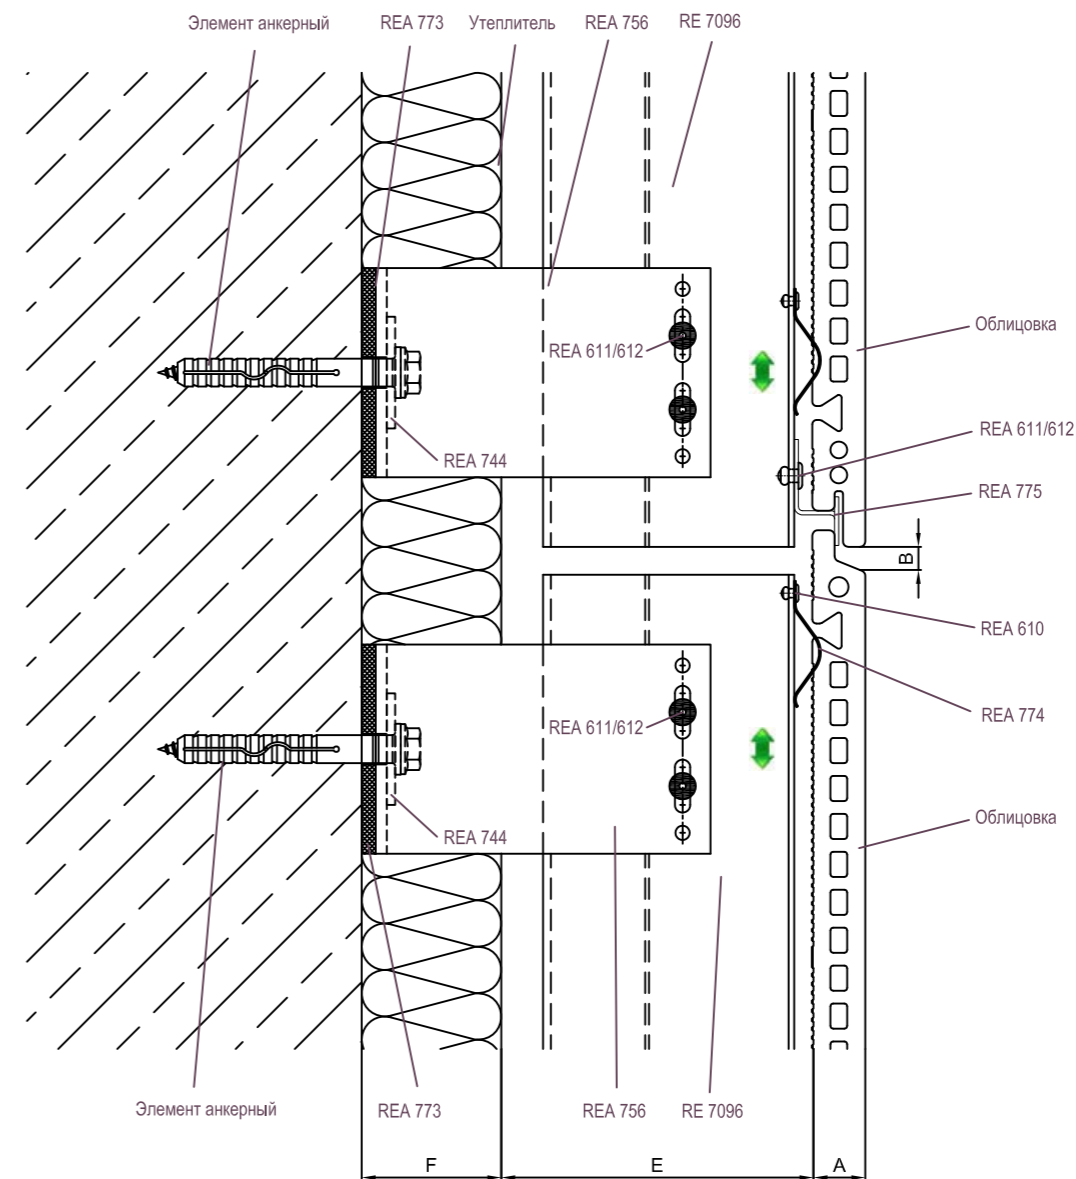 Элемент анкерный
REA 773
Утеплитель
REA 756
RE 7096
Облицовка
REA 611/612
REA 611/612
REA 744
REA 775
B
REA 610
REA 611/612
REA 774
Облицовка
REA 744
Элемент анкерный
REA 773
REA 756
RE 7096
F
E
A